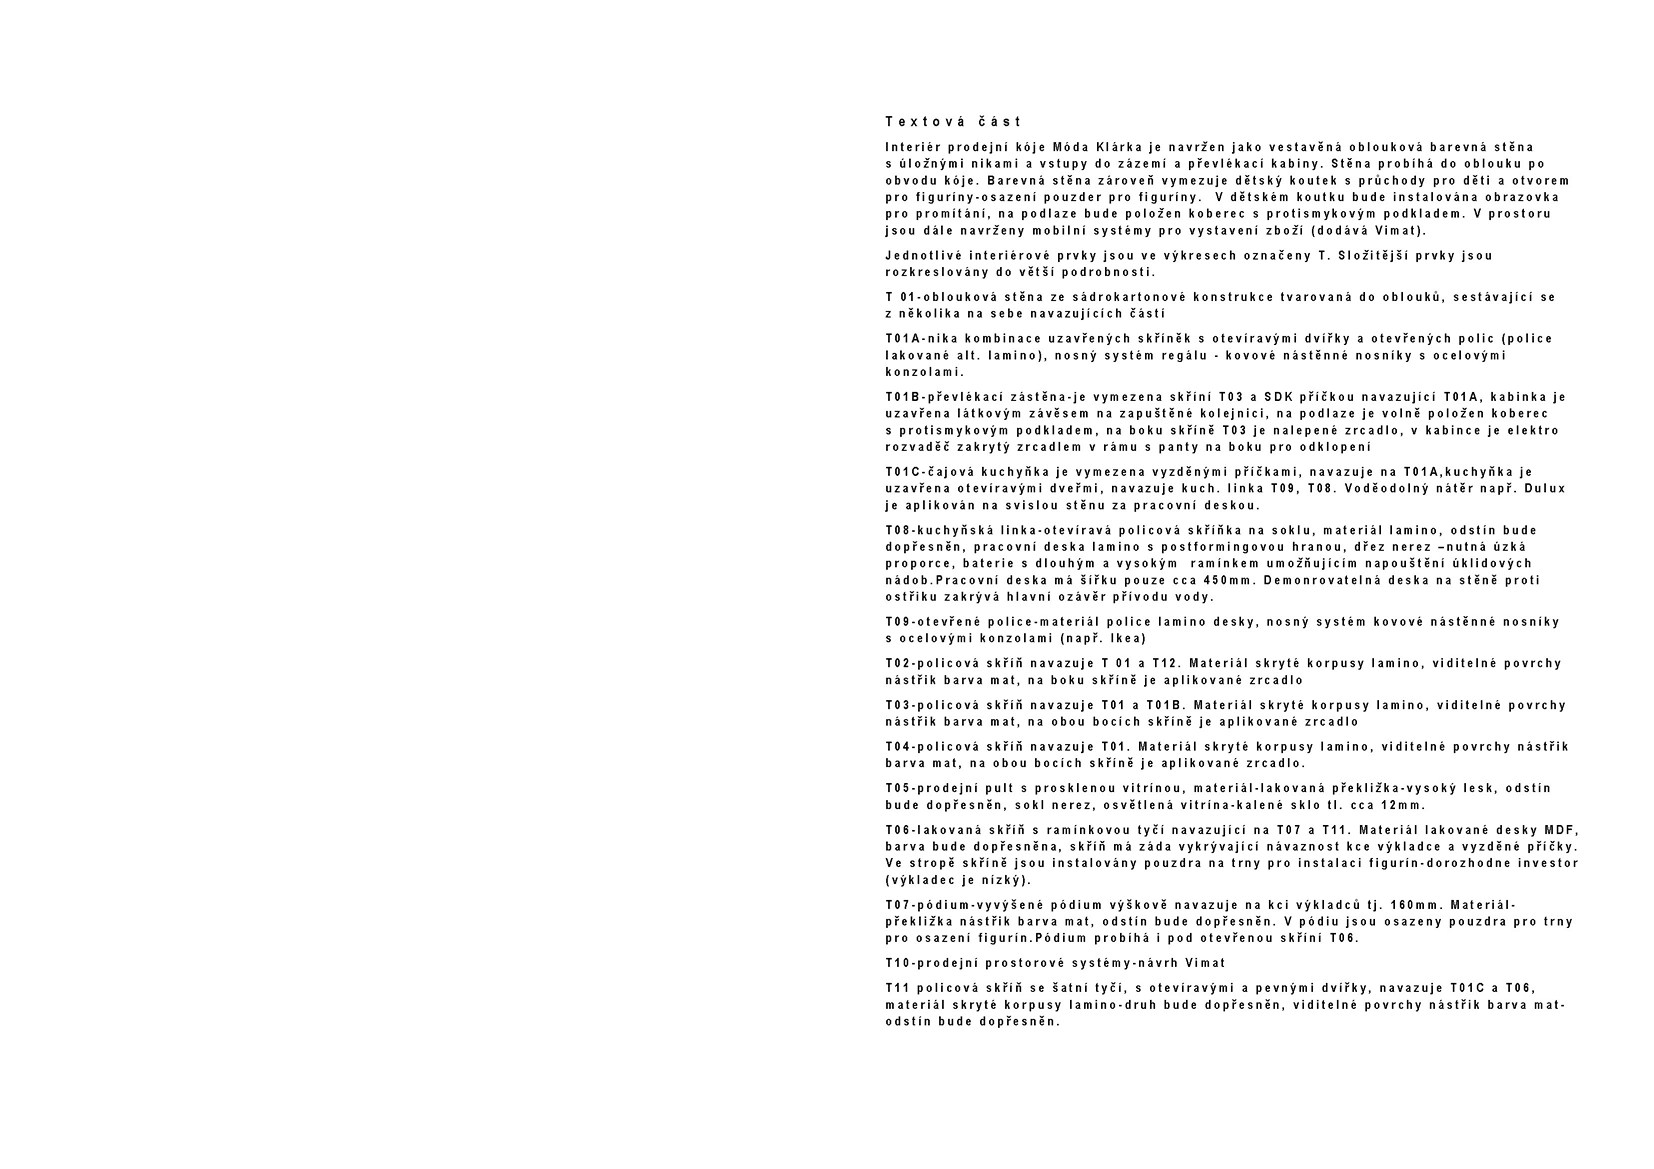 Textová část
Interiér prodejní kóje Móda Klárka je navržen jako vestavěná oblouková barevná stěna
s úložnými nikami a vstupy do zázemí a převlékací kabiny. Stěna probíhá do oblouku po
obvodu kóje. Barevná stěna zároveň vymezuje dětský koutek s průchody pro děti a otvorem
pro figuríny-osazení pouzder pro figuríny.  V dětském koutku bude instalována obrazovka
pro promítání, na podlaze bude položen koberec s protismykovým podkladem. V prostoru
jsou dále navrženy mobilní systémy pro vystavení zboží (dodává Vimat).
Jednotlivé interiérové prvky jsou ve výkresech označeny T. Složitější prvky jsou
rozkreslovány do větší podrobnosti.
T 01-oblouková stěna ze sádrokartonové konstrukce tvarovaná do oblouků, sestávající se
z několika na sebe navazujících částí
T01A-nika kombinace uzavřených skříněk s otevíravými dvířky a otevřených polic (police
lakované alt. lamino), nosný systém regálu - kovové nástěnné nosníky s ocelovými
konzolami.
T01B-převlékací zástěna-je vymezena skříní T03 a SDK příčkou navazující T01A, kabinka je
uzavřena látkovým závěsem na zapuštěné kolejnici, na podlaze je volně položen koberec
s protismykovým podkladem, na boku skříně T03 je nalepené zrcadlo, v kabince je elektro
rozvaděč zakrytý zrcadlem v rámu s panty na boku pro odklopení
T01C-čajová kuchyňka je vymezena vyzděnými příčkami, navazuje na T01A,kuchyňka je
uzavřena otevíravými dveřmi, navazuje kuch. linka T09, T08. Voděodolný nátěr např. Dulux
je aplikován na svislou stěnu za pracovní deskou.
T08-kuchyňská linka-otevíravá policová skříňka na soklu, materiál lamino, odstín bude
dopřesněn, pracovní deska lamino s postformingovou hranou, dřez nerez –nutná úzká
proporce, baterie s dlouhým a vysokým  ramínkem umožňujícím napouštění úklidových
nádob.Pracovní deska má šířku pouze cca 450mm. Demonrovatelná deska na stěně proti
ostřiku zakrývá hlavní ozávěr přívodu vody.
T09-otevřené police-materiál police lamino desky, nosný systém kovové nástěnné nosníky
s ocelovými konzolami (např. Ikea)
T02-policová skříň navazuje T 01 a T12. Materiál skryté korpusy lamino, viditelné povrchy
nástřik barva mat, na boku skříně je aplikované zrcadlo
T03-policová skříň navazuje T01 a T01B. Materiál skryté korpusy lamino, viditelné povrchy
nástřik barva mat, na obou bocích skříně je aplikované zrcadlo
T04-policová skříň navazuje T01. Materiál skryté korpusy lamino, viditelné povrchy nástřik
barva mat, na obou bocích skříně je aplikované zrcadlo.
T05-prodejní pult s prosklenou vitrínou, materiál-lakovaná překližka-vysoký lesk, odstín
bude dopřesněn, sokl nerez, osvětlená vitrína-kalené sklo tl. cca 12mm.
T06-lakovaná skříň s ramínkovou tyčí navazující na T07 a T11. Materiál lakované desky MDF,
barva bude dopřesněna, skříň má záda vykrývající návaznost kce výkladce a vyzděné příčky.
Ve stropě skříně jsou instalovány pouzdra na trny pro instalaci figurín-dorozhodne investor
(výkladec je nízký).
T07-pódium-vyvýšené pódium výškově navazuje na kci výkladců tj. 160mm. Materiál-
překližka nástřik barva mat, odstín bude dopřesněn. V pódiu jsou osazeny pouzdra pro trny
pro osazení figurín.Pódium probíhá i pod otevřenou skříní T06.
T10-prodejní prostorové systémy-návrh Vimat
T11 policová skříň se šatní tyčí, s otevíravými a pevnými dvířky, navazuje T01C a T06,
materiál skryté korpusy lamino-druh bude dopřesněn, viditelné povrchy nástřik barva mat-
odstín bude dopřesněn.